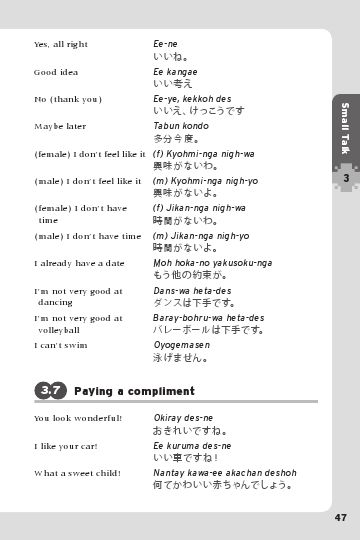 Yes, all right Ee-ne
いいね。
Good idea Ee kangae
いい考え
No (thank you) Ee-ye, kekkoh des
いいえ、けっこうです
Maybe later Tabun kondo
多分今度。
(female) I don't feel like it (f) Kyohmi-nga nigh-wa
興味がないわ。
(male) I don't feel like it (m) Kyohmi-nga nigh-yo
興味がないよ。
(female) I don't have (f) Jikan-nga nigh-wa
time 時間がないわ。
(male) I don't have time (m) Jikan-nga nigh-yo
時間がないよ。
I already have a date Moh hoka-no yakusoku-nga
もう他の約束が。
I'm not very good at Dans-wa heta-des
dancing ダンスは下手です。
I'm not very good at Baray-bohru-wa heta-des
volleyball バレーボールは下手です。
I can't swim Oyogemasen
泳げません。
3.7 Paying a compliment
You look wonderful! Okiray des-ne
おきれいですね。
I like your car! Ee kuruma des-ne
いい車ですね！
What a sweet child! Nantay kawa-ee akachan deshoh
何てかわいい赤ちゃんでしょう。
Small Talk
3
47